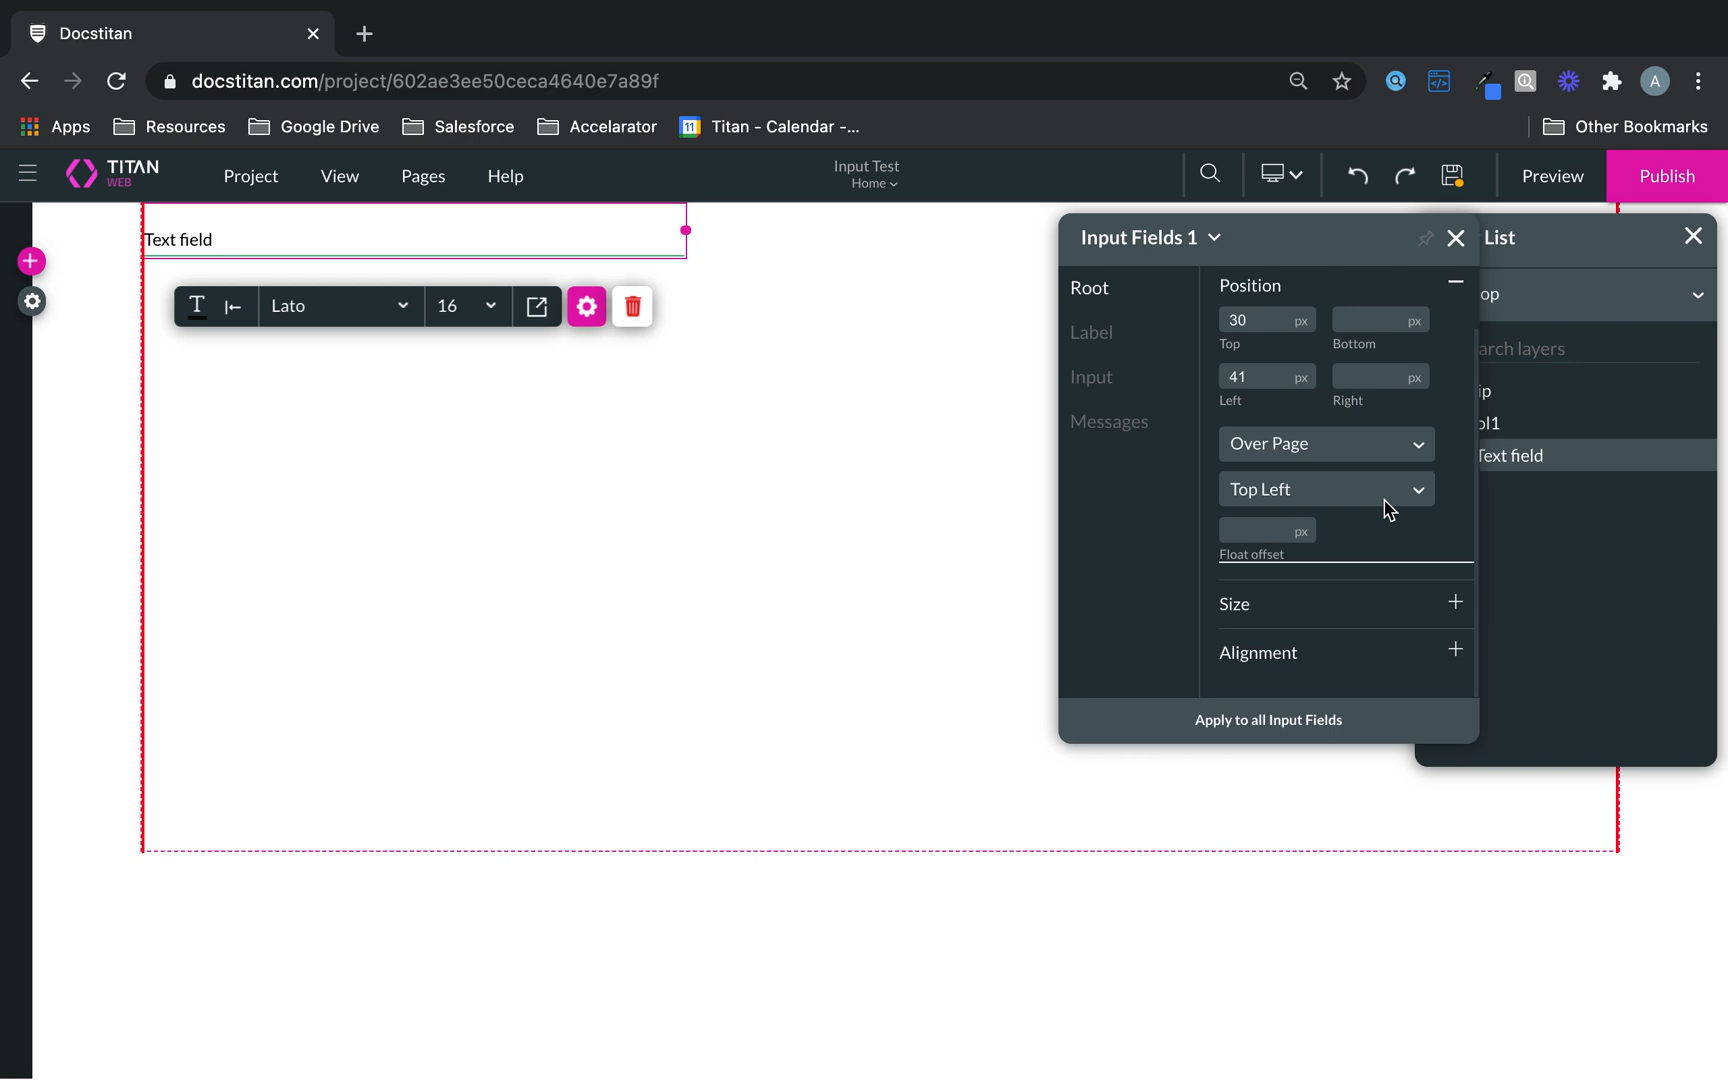 Docstitan
docstitan.com/project/602ae3ee50ceca4640e7a89f
A
Apps Resources Google Drive Salesforce Accelarator 11 Titan - Calendar -... Other Bookmarks
TITAN
WEB
Project View Pages Help
Input Test
Home
Preview Publish
Text field
T Lato 16
Input Fields 1
Root
Label
Input
Messages
Position
30 px px
Top Bottom
41 px px
Left Right
Over Page
Top Left
px
Float offset
Size
Alignment
Apply to all Input Fields
List
op
arch layers
ip
ol1
Text field